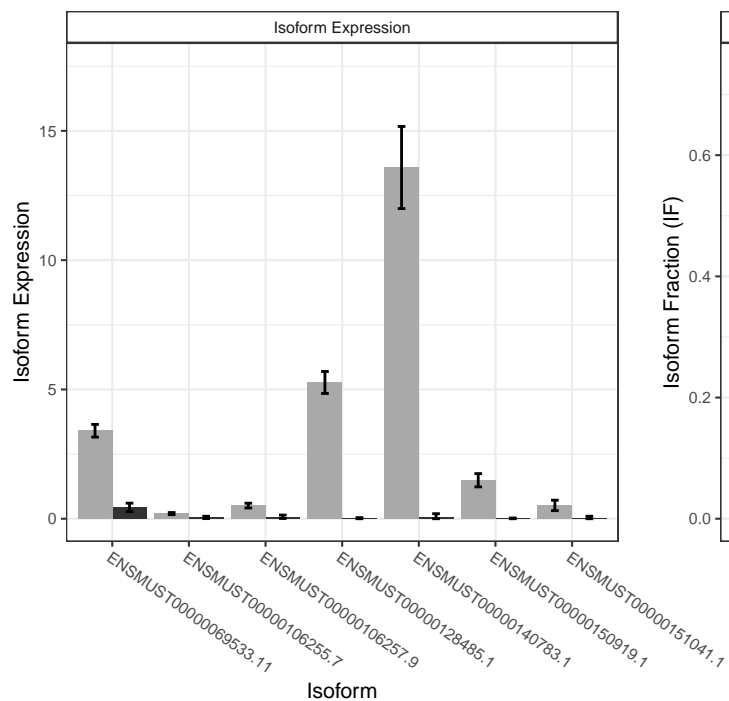 Isoform Expression
15
10
5
0
Isoform Expression
ENSMUST00000069533.11
ENSMUST00000106255.7
ENSMUST00000106257.9
ENSMUST00000128485.1
ENSMUST00000140783.1
ENSMUST00000150919.1
ENSMUST00000151041.1
Isoform
0.6
0.4
0.2
0.0
Isoform Fraction (IF)